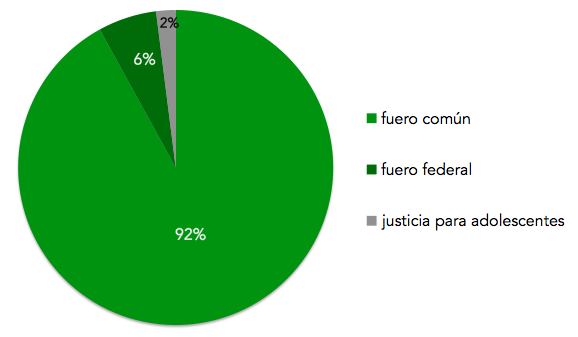 2%
6%
92%
fuero común
fuero federal
justicia para adolescentes